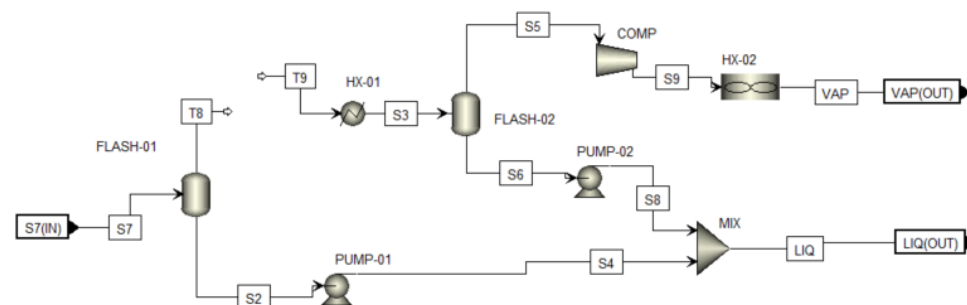 S5
COMP
HX-02
T9
HX-01
S9
VAP
VAP(OUT)
T8
S3
FLASH-02
FLASH-01
PUMP-02
S6
S8
S7(IN)
S7
MIX
LIQ
LIQ(OUT)
PUMP-01
S4
S2